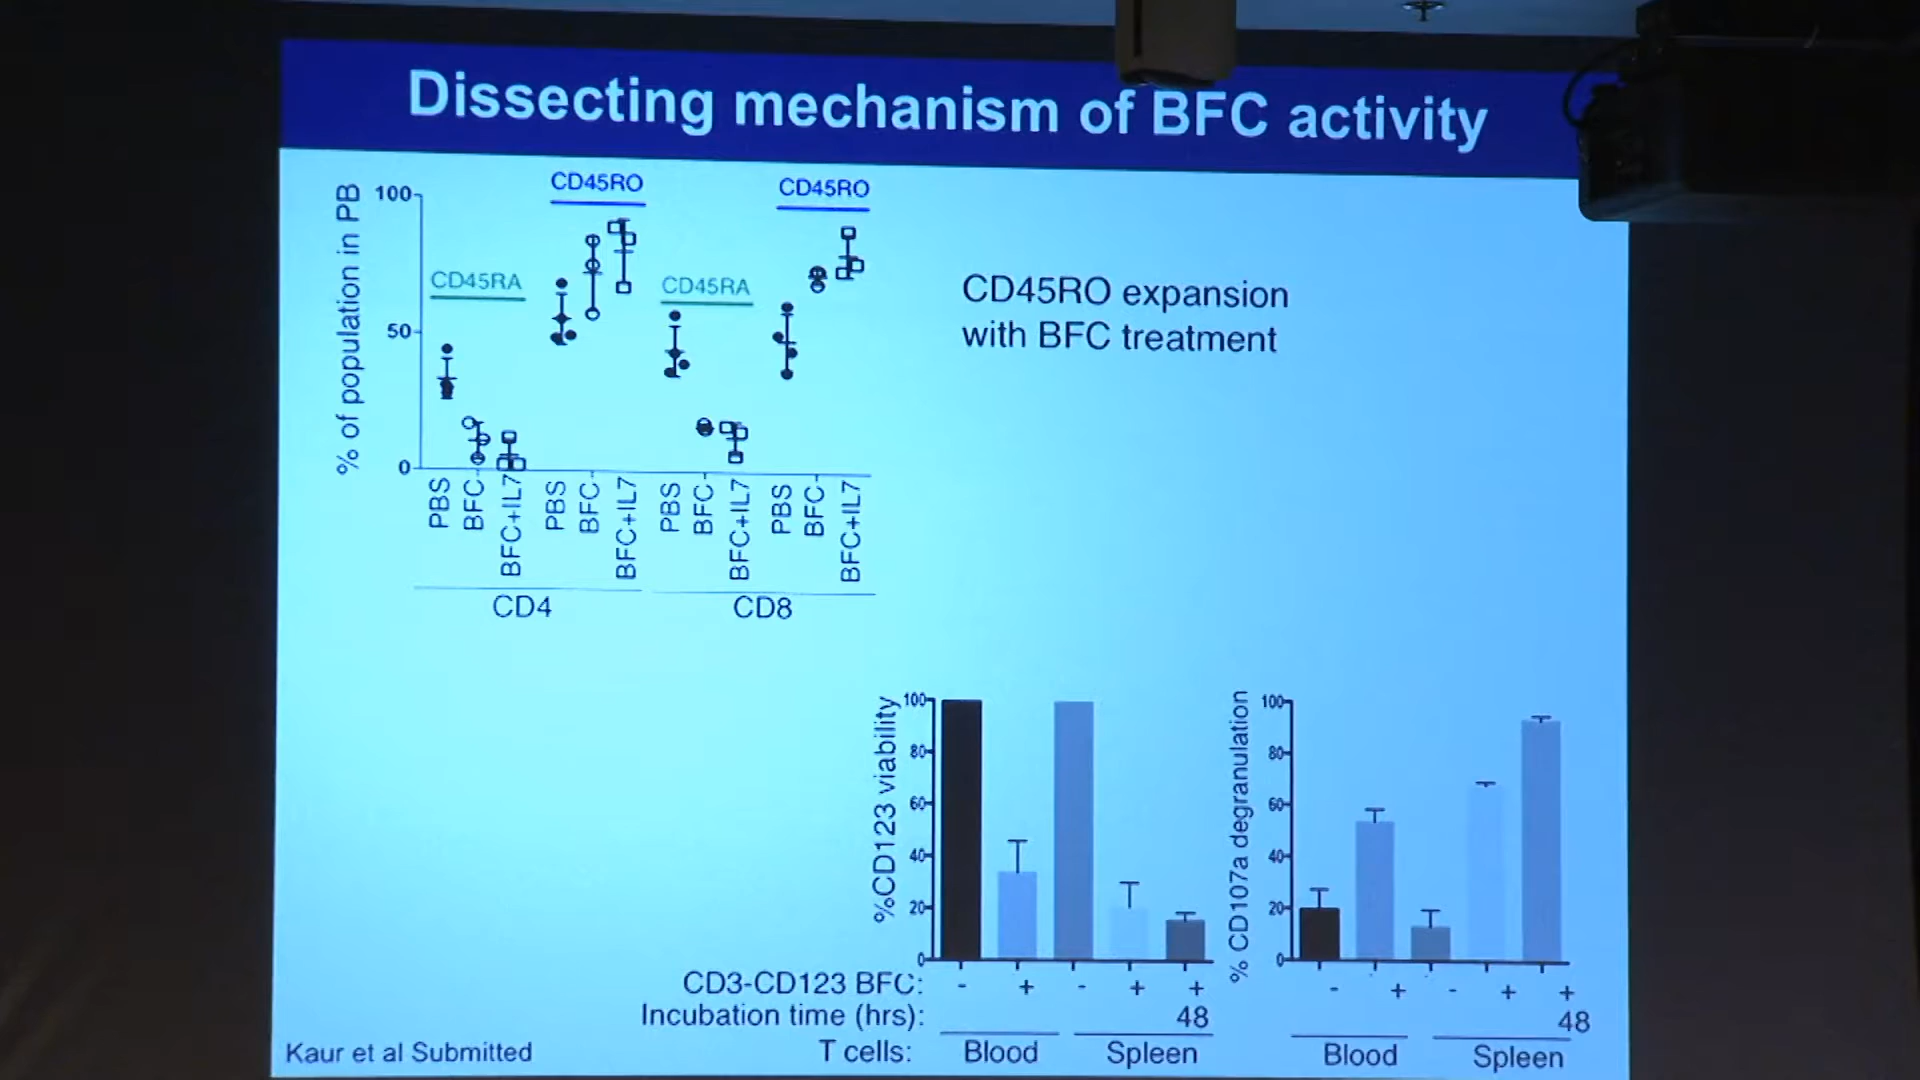 Dissecting mechanism of BFC activity
% of population in PB
100
50
0
CD45RA
CD45RO
CD45RA
CD45RO
PBS
BFC
BFC+IL7
PBS
BFC
BFC+IL7
PBS
BFC
BFC+IL7
PBS
BFC
BFC+IL7
CD4
CD8
CD45RO expansion
with BFC treatment
%CD123 viability
100
80
60
40
20
0
% CD107a degranulation
100
80
60
40
20
0
CD3-CD123 BFC: - + - + + - + - + +
Incubation time (hrs): 48 48
T cells: Blood Spleen Blood Spleen
Kaur et al Submitted